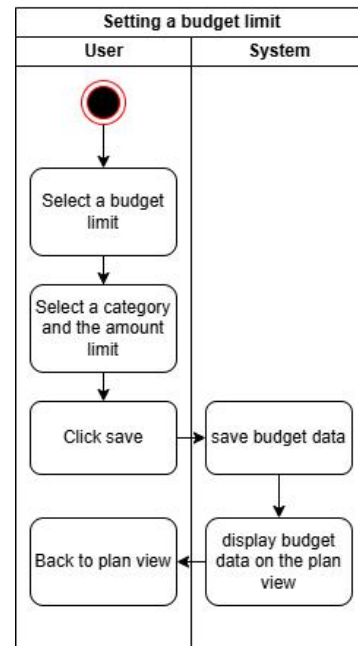 Setting a budget limit
User
System
Select a budget
limit
Select a category
and the amount
limit
Click save
save budget data
display budget
data on the plan
view
Back to plan view